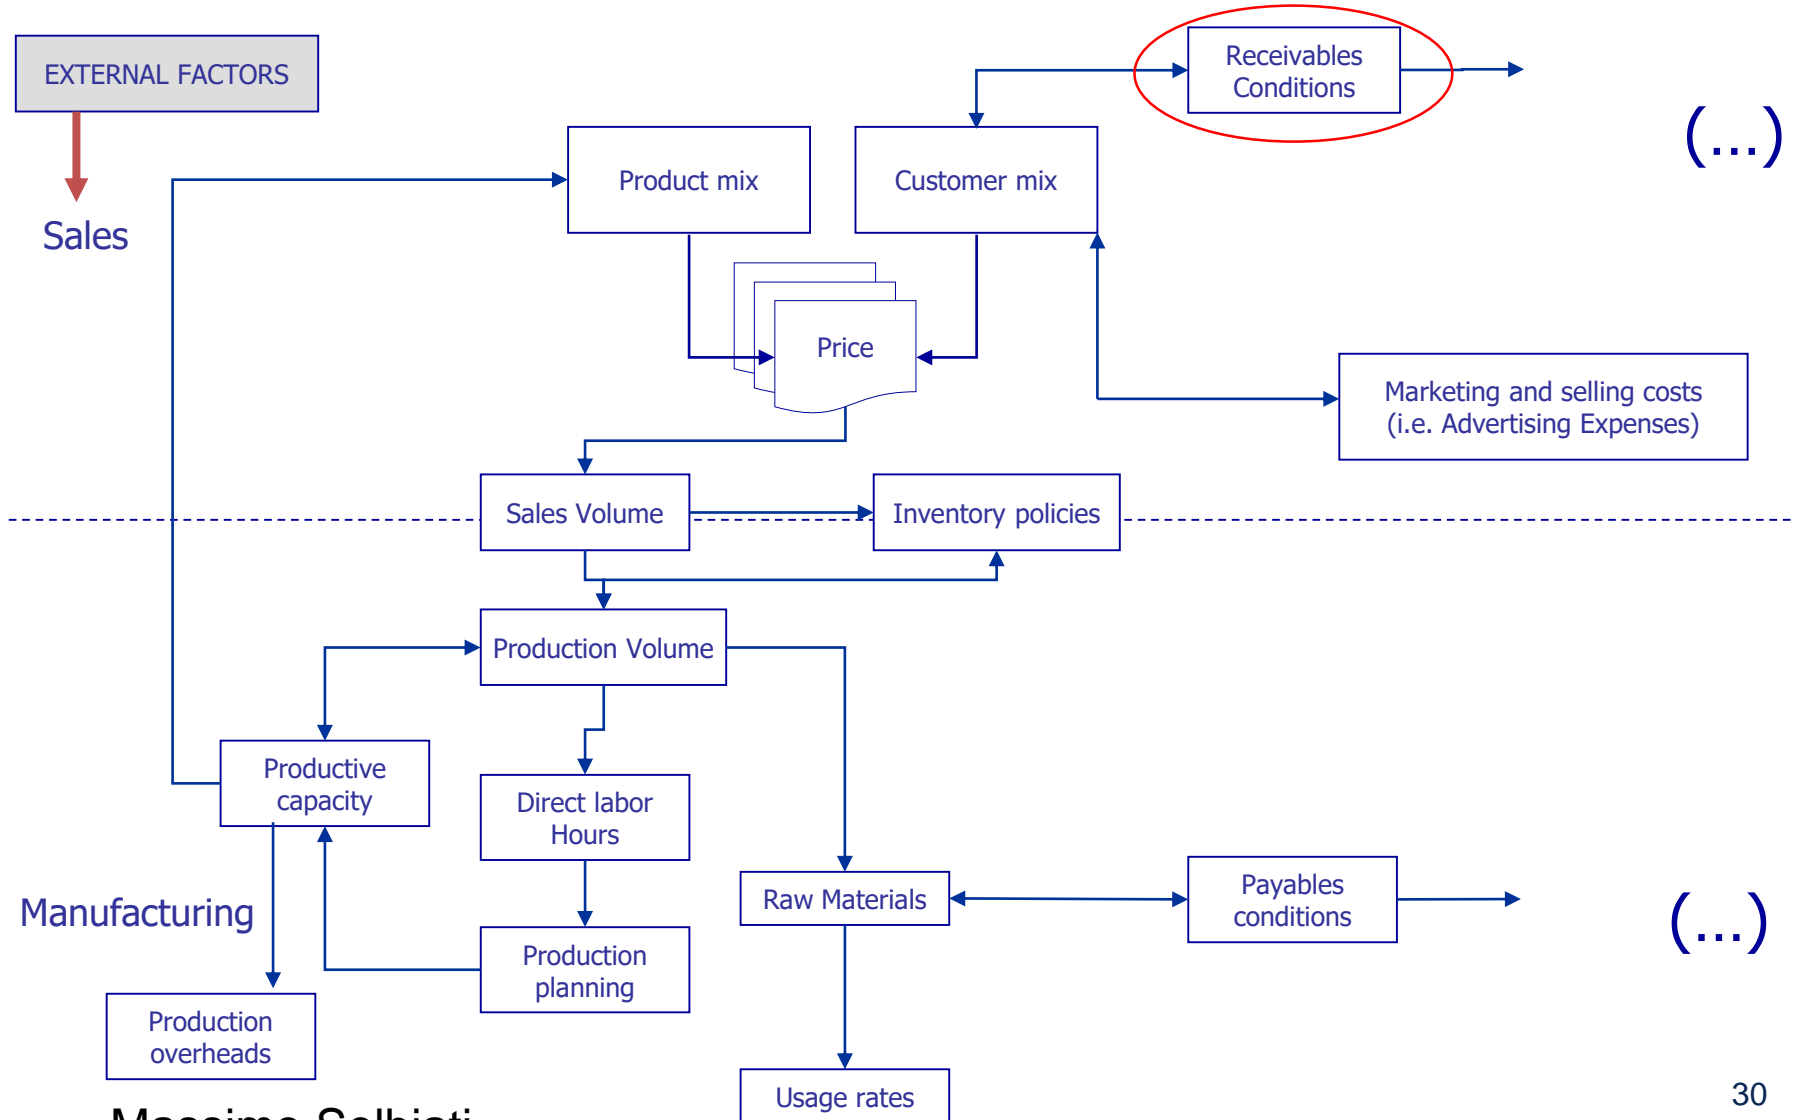 Receivables
Conditions
EXTERNAL FACTORS
(...)
Product mix
Customer mix
Sales
Price
Marketing and selling costs
(i.e. Advertising Expenses)
Sales Volume
Inventory policies
Production Volume
Productive
capacity
Direct labor
Hours
Raw Materials
Payables
conditions
Manufacturing
(...)
Production
planning
Production
overheads
Usage rates
30
Massimo Solbiati